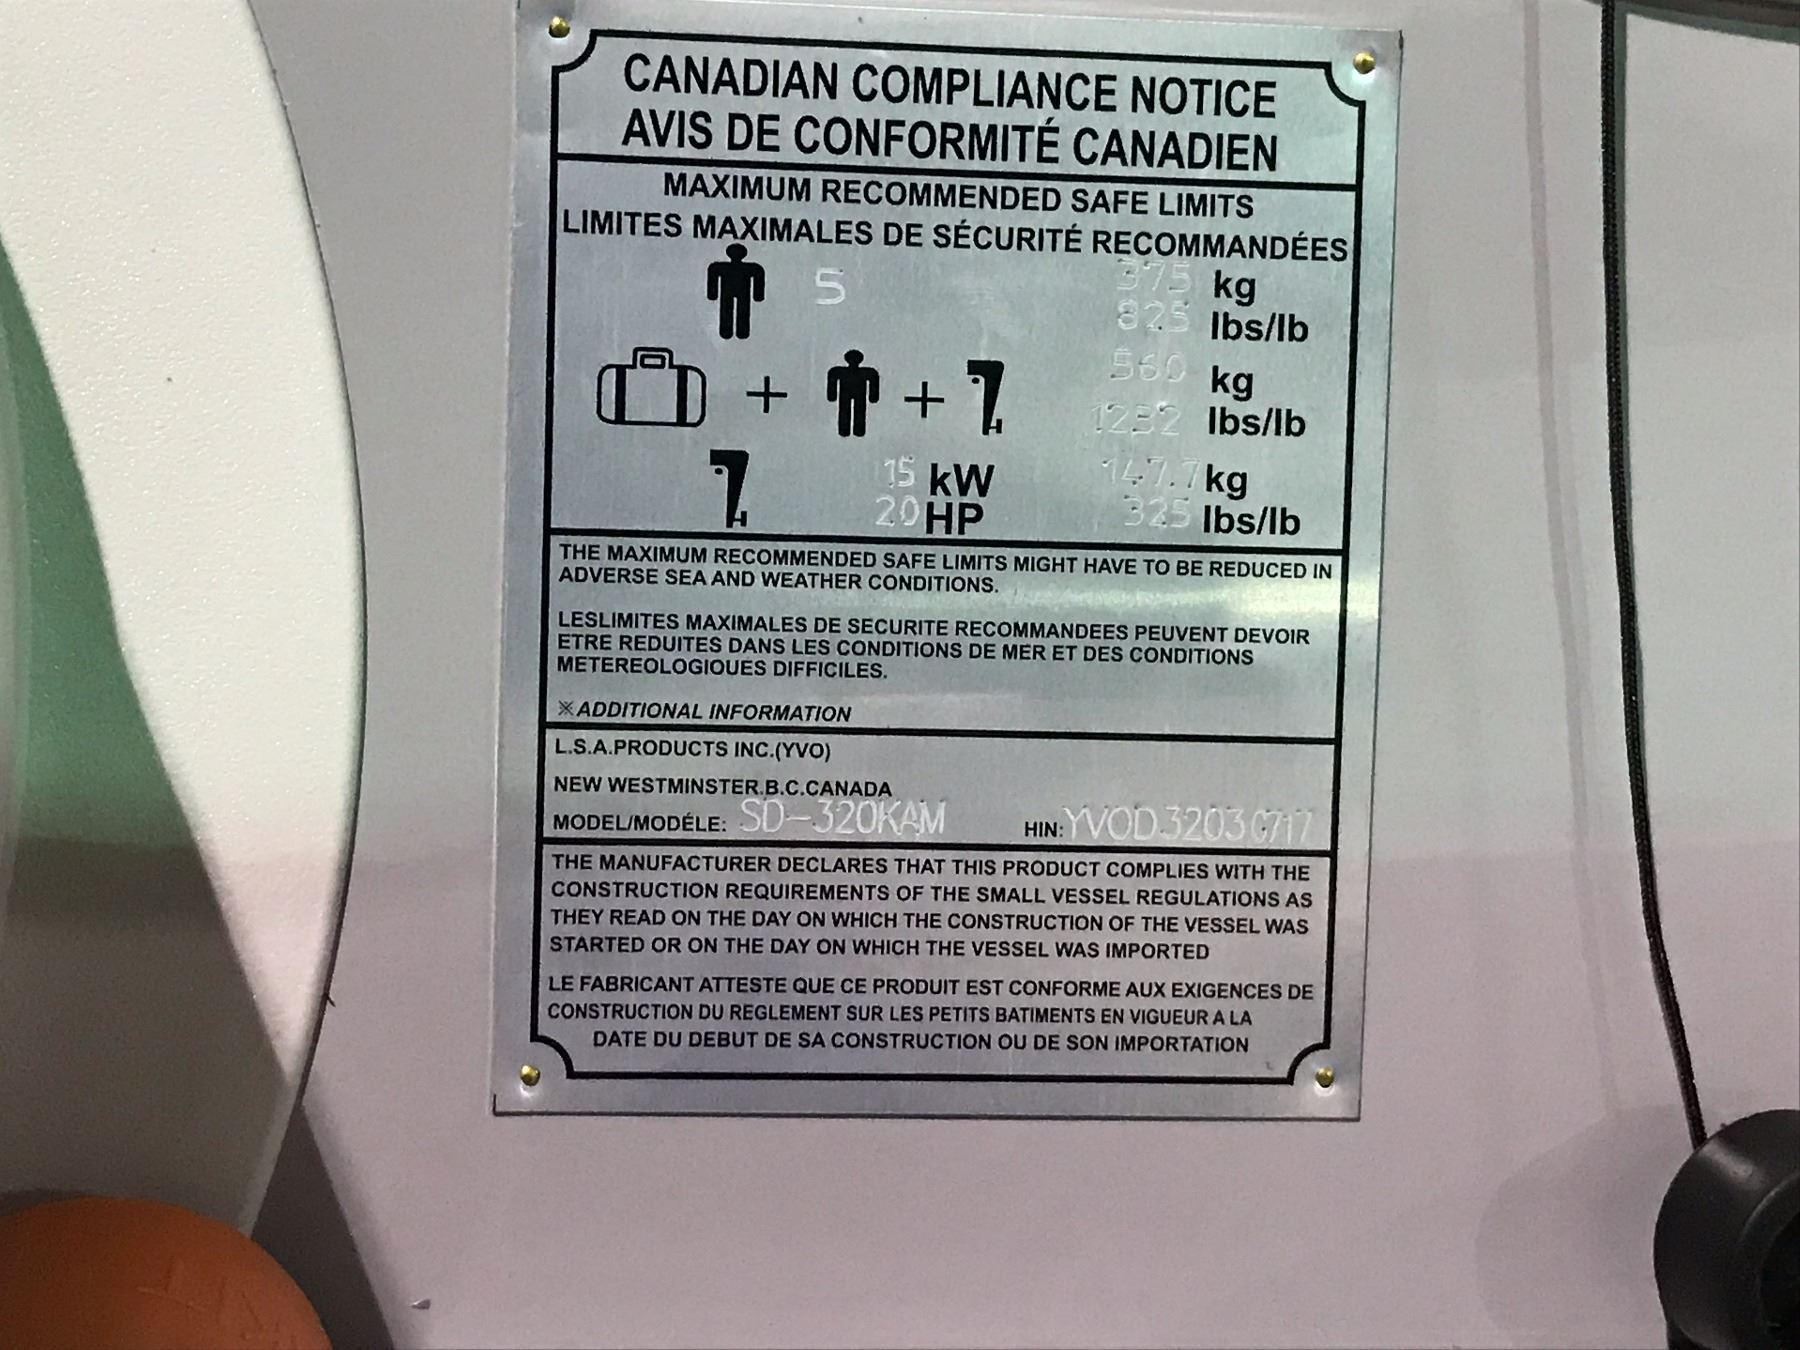 CANADIAN COMPLIANCE NOTICE
AVIS DE CONFORMITÉ CANADIEN
MAXIMUM RECOMMENDED SAFE LIMITS
LIMITES MAXIMALES DE SÉCURITÉ RECOMMANDÉES
5 375 kg
825 lbs/lb
+ + 560 kg
1232 lbs/lb
15 kW 147.7 kg
20 HP 325 lbs/lb
THE MAXIMUM RECOMMENDED SAFE LIMITS MIGHT HAVE TO BE REDUCED IN
ADVERSE SEA AND WEATHER CONDITIONS.
LESLIMITES MAXIMALES DE SECURITE RECOMMANDEES PEUVENT DEVOIR
ETRE REDUITES DANS LES CONDITIONS DE MER ET DES CONDITIONS
METEREOLOGIOUES DIFFICILES.
※ADDITIONAL INFORMATION
L.S.A.PRODUCTS INC.(YVO)
NEW WESTMINSTER.B.C.CANADA
MODEL/MODÉLE: SD-320KAM HIN: YVOD3203G717
THE MANUFACTURER DECLARES THAT THIS PRODUCT COMPLIES WITH THE
CONSTRUCTION REQUIREMENTS OF THE SMALL VESSEL REGULATIONS AS
THEY READ ON THE DAY ON WHICH THE CONSTRUCTION OF THE VESSEL WAS
STARTED OR ON THE DAY ON WHICH THE VESSEL WAS IMPORTED
LE FABRICANT ATTESTE QUE CE PRODUIT EST CONFORME AUX EXIGENCES DE
CONSTRUCTION DU REGLEMENT SUR LES PETITS BATIMENTS EN VIGUEUR A LA
DATE DU DEBUT DE SA CONSTRUCTION OU DE SON IMPORTATION